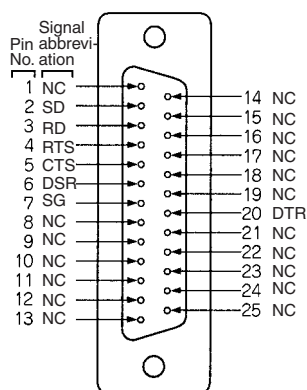 Pin No. Signal abbrevi-ation
1 NC
2 SD
3 RD
4 RTS
5 CTS
6 DSR
7 SG
8 NC
9 NC
10 NC
11 NC
12 NC
13 NC
14 NC
15 NC
16 NC
17 NC
18 NC
19 NC
20 DTR
21 NC
22 NC
23 NC
24 NC
25 NC